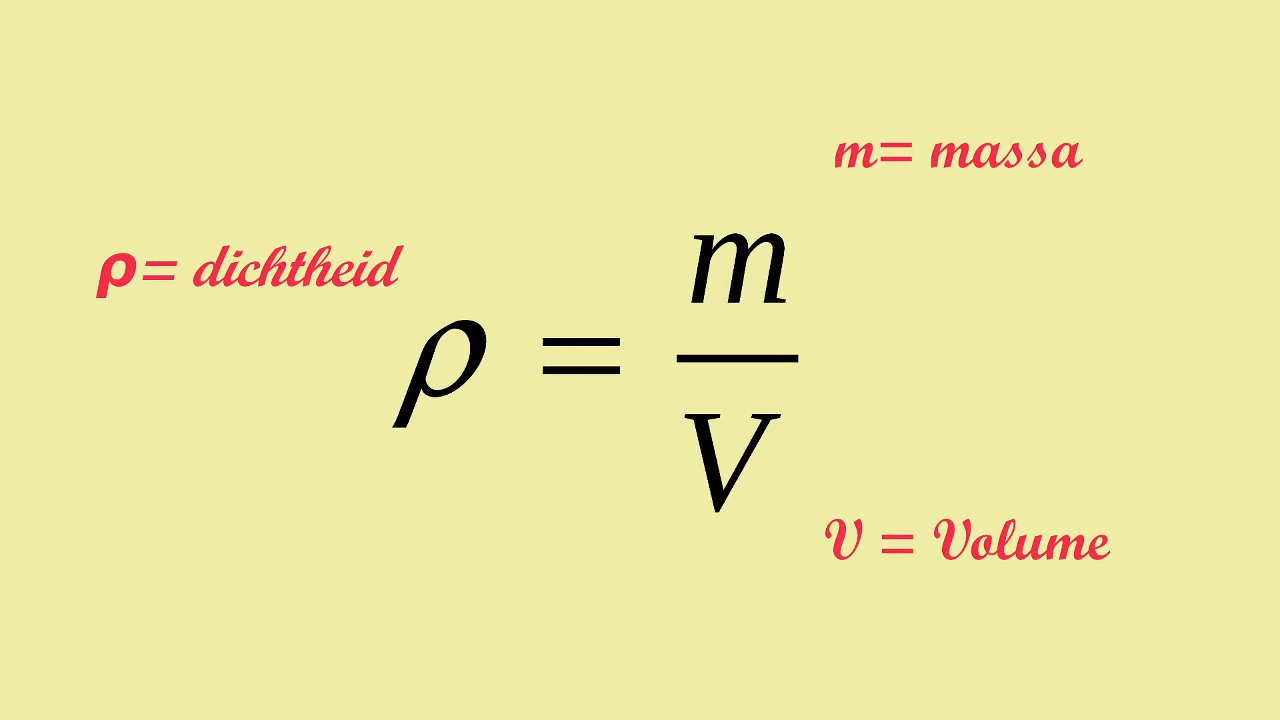 m= massa
ρ= dichtheid
ρ = m
V
V = Volume